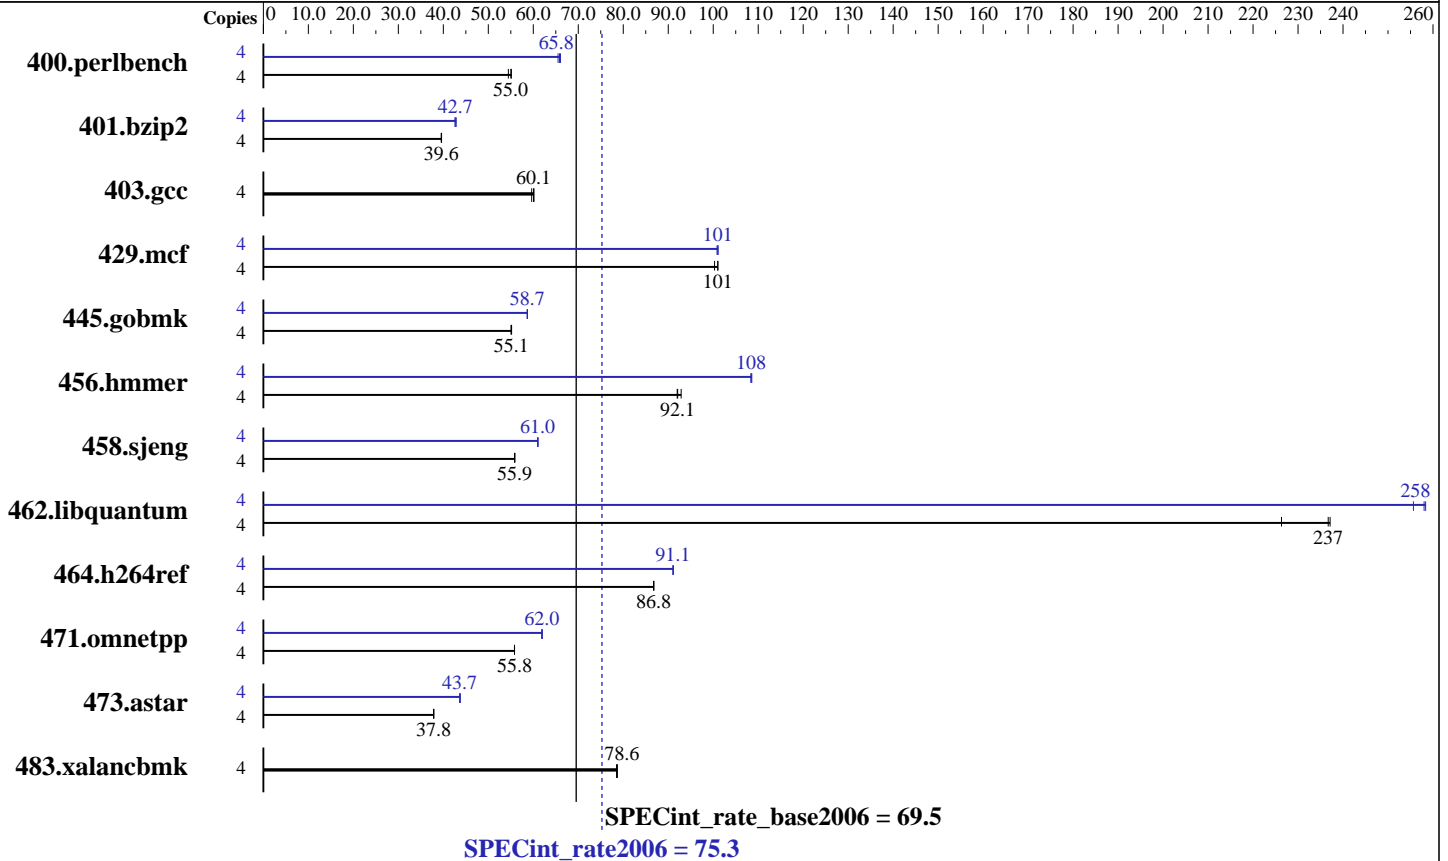 Copies 0 10.0 20.0 30.0 40.0 50.0 60.0 70.0 80.0 90.0 100 110 120 130 140 150 160 170 180 190 200 210 220 230 240 260
400.perlbench 4 65.8
4 55.0
401.bzip2 4 42.7
4 39.6
403.gcc 4 60.1
429.mcf 4 101
4 101
445.gobmk 4 58.7
4 55.1
456.hmmer 4 108
4 92.1
458.sjeng 4 61.0
4 55.9
462.libquantum 4 258
4 237
464.h264ref 4 91.1
4 86.8
471.omnetpp 4 62.0
4 55.8
473.astar 4 43.7
4 37.8
483.xalancbmk 4 78.6
SPECint_rate_base2006 = 69.5
SPECint_rate2006 = 75.3